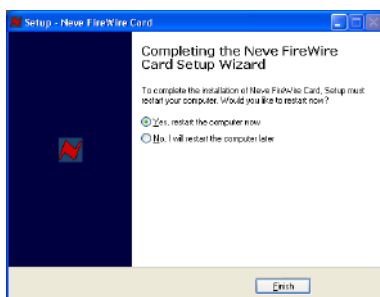 Setup - Neve FireWire Card
Completing the Neve FireWire
Card Setup Wizard
To complete the installation of Neve FireWire Card, Setup must
restart your computer. Would you like to restart now?
Yes, restart the computer now
No, I will restart the computer later
Finish